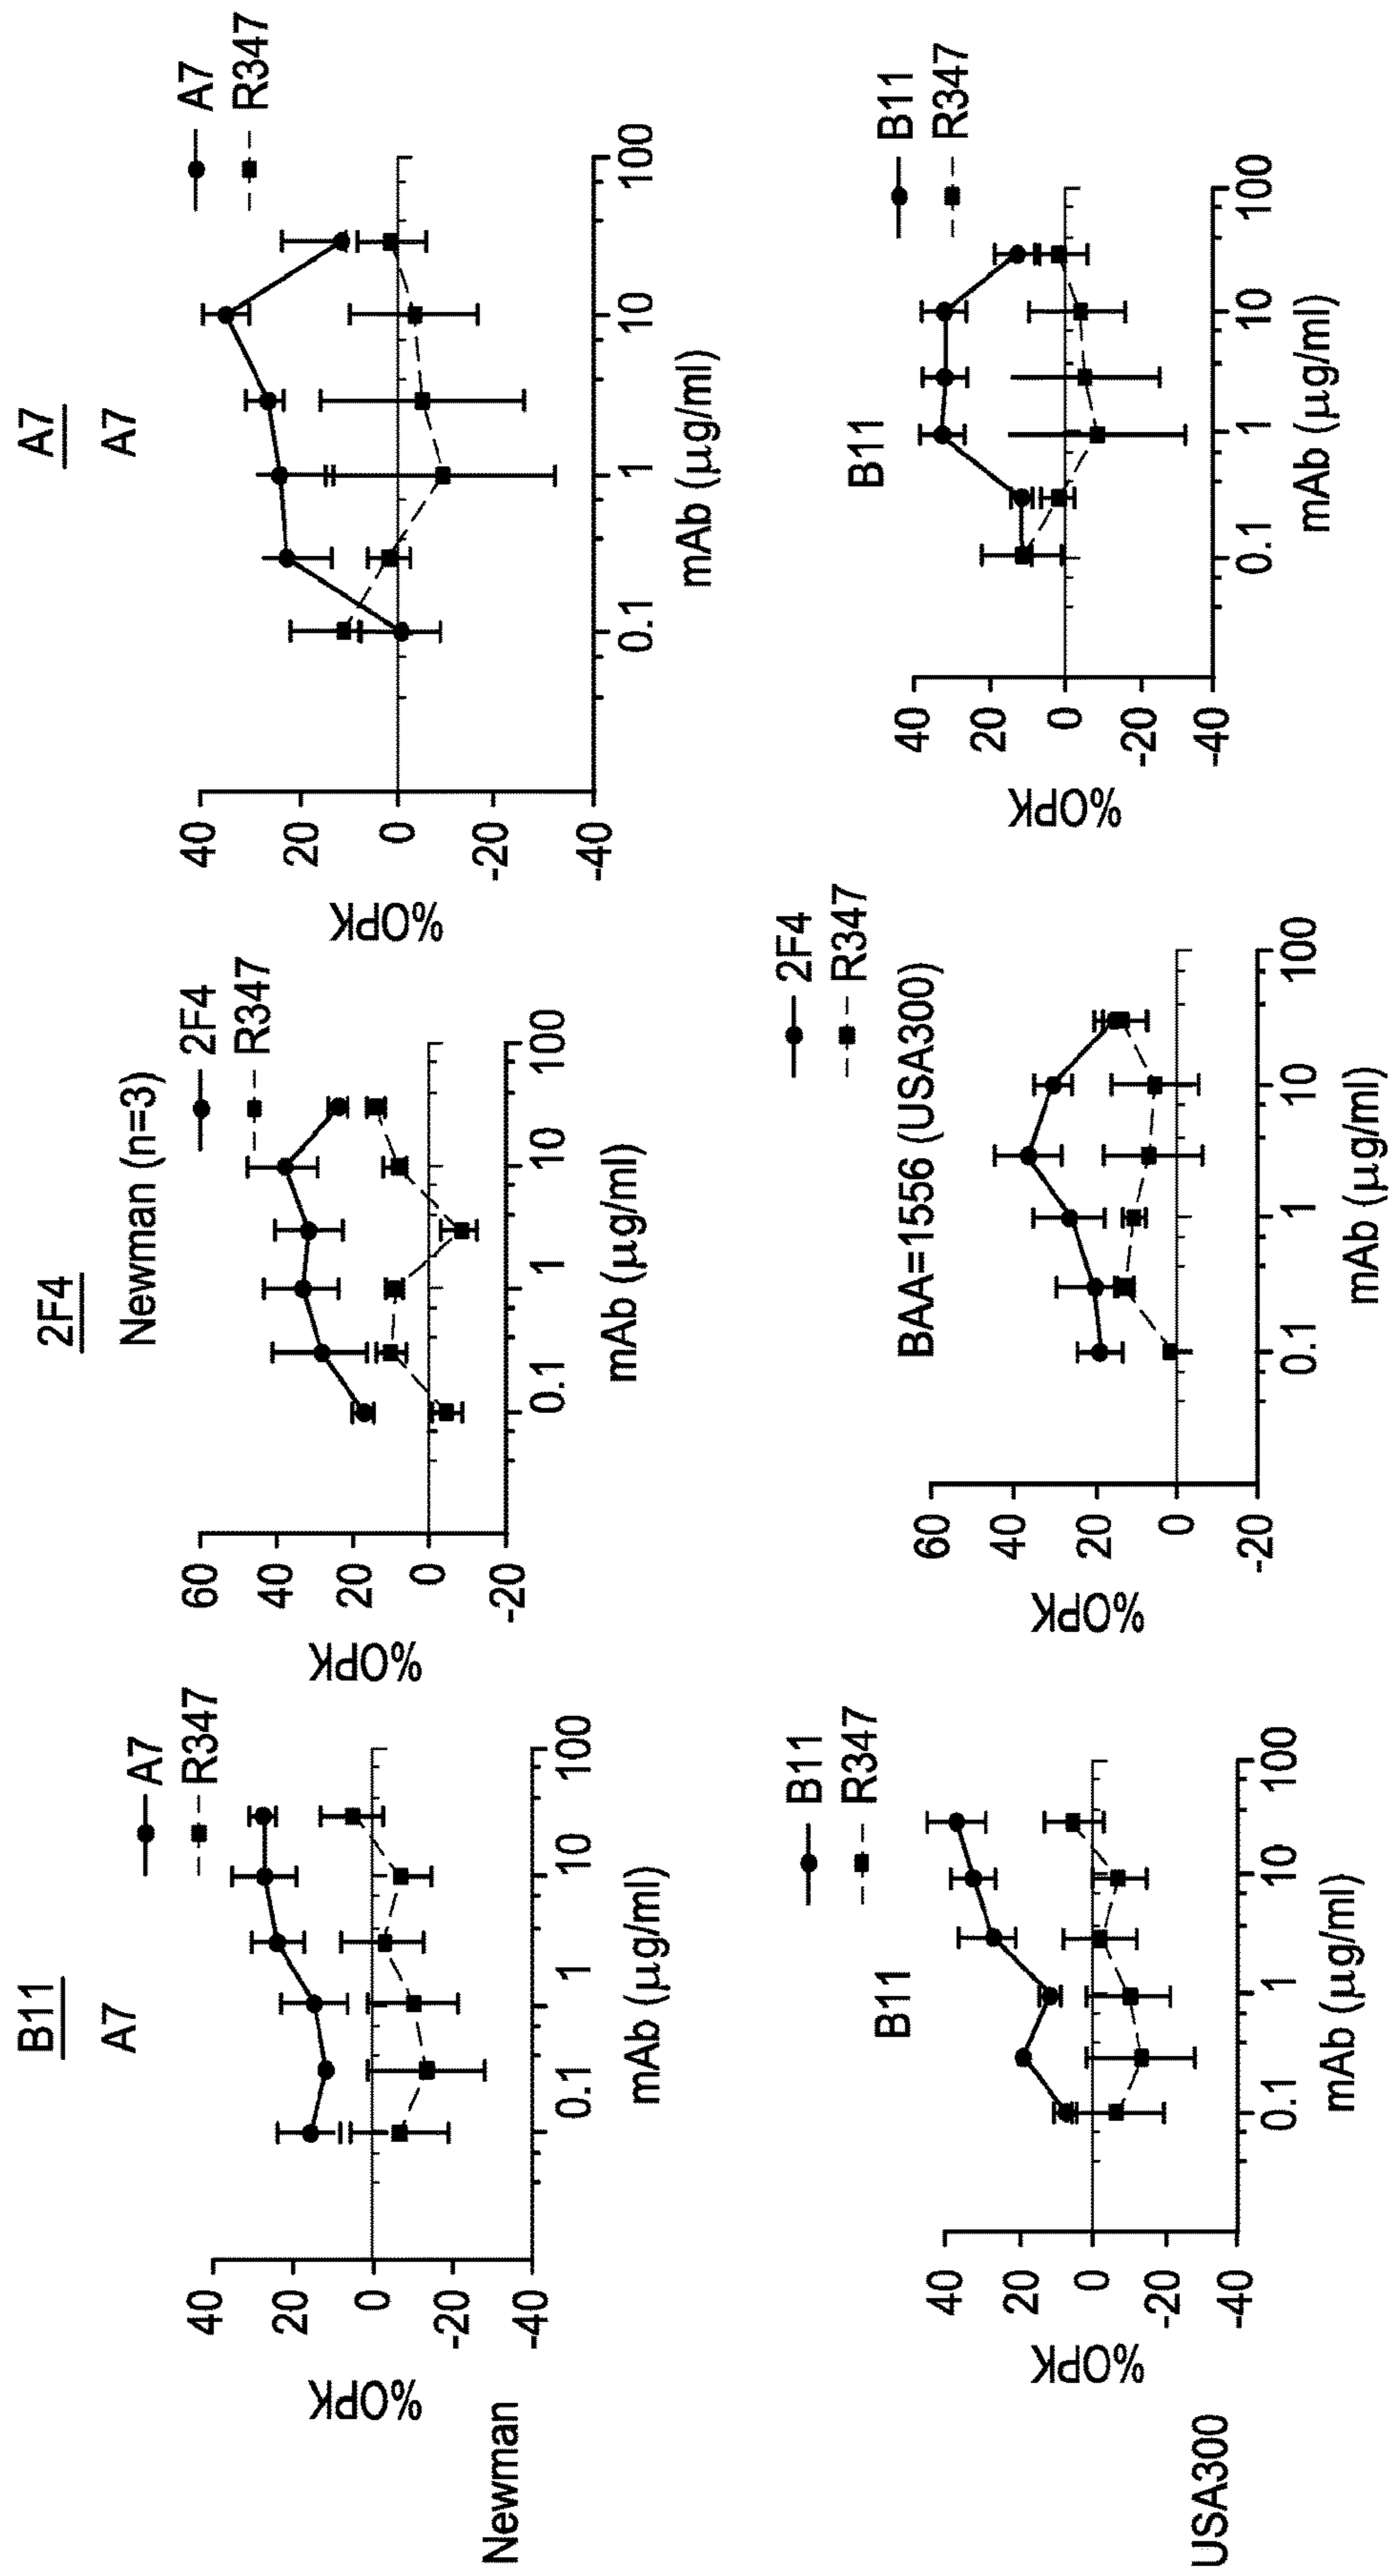 B11
A7
A7
R347
40
20
0
-20
-40
%OPK
0.1 1 10 100
mAb (µg/ml)
Newman
2F4
Newman (n=3)
2F4
R347
60
40
20
0
-20
%OPK
0.1 1 10 100
mAb (µg/ml)
A7
A7
A7
R347
40
20
0
-20
-40
%OPK
0.1 1 10 100
mAb (µg/ml)
B11
B11
R347
40
20
0
-20
-40
%OPK
0.1 1 10 100
mAb (µg/ml)
USA300
2F4
R347
BAA=1556 (USA300)
60
40
20
0
-20
%OPK
0.1 1 10 100
mAb (µg/ml)
B11
B11
R347
40
20
0
-20
-40
%OPK
0.1 1 10 100
mAb (µg/ml)